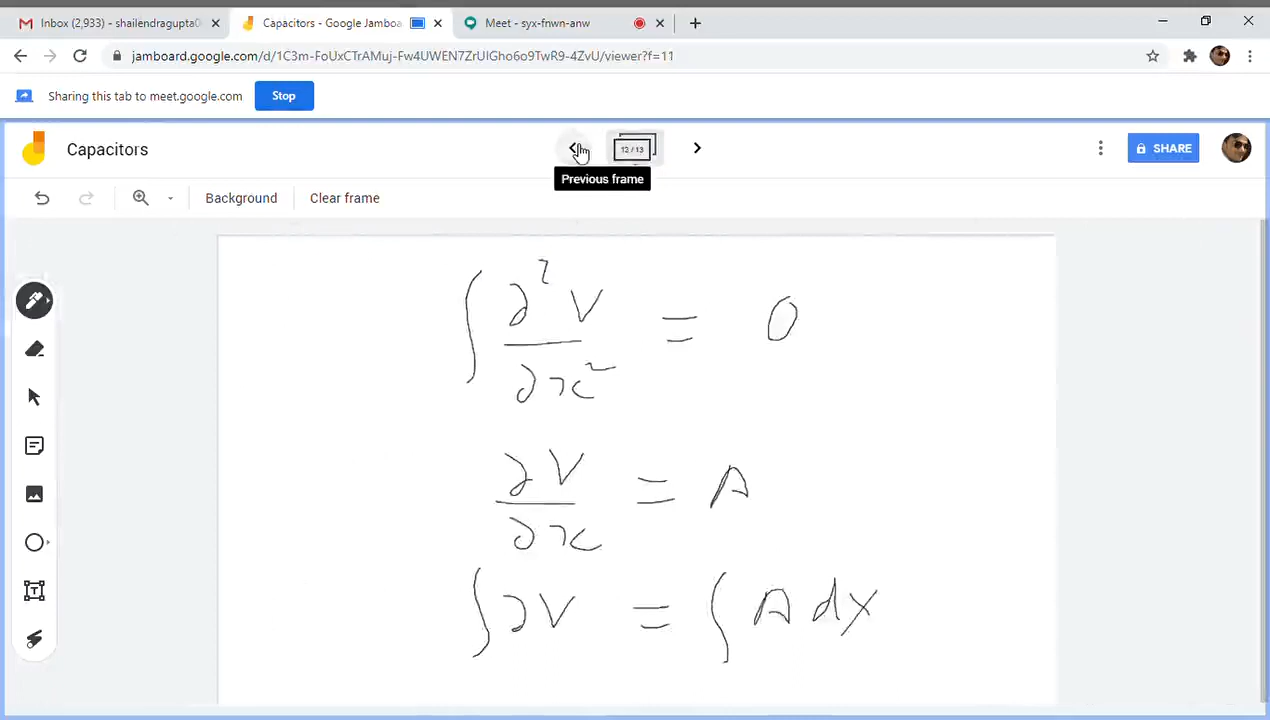 Inbox (2,933) - shailendragupta0
Capacitors - Google Jamboa
Meet - syx-fnwn-anw
jamboard.google.com/d/1C3m-FoUxCTrAMuj-Fw4UWEN7ZrUlGho6o9TwR9-4ZvU/viewer?f=11
Sharing this tab to meet.google.com
Stop
Capacitors
12 / 13
SHARE
Previous frame
Background
Clear frame
∫ ∂²V / ∂x² = 0
∂V / ∂x = A
∫ ∂V = ∫ A dx